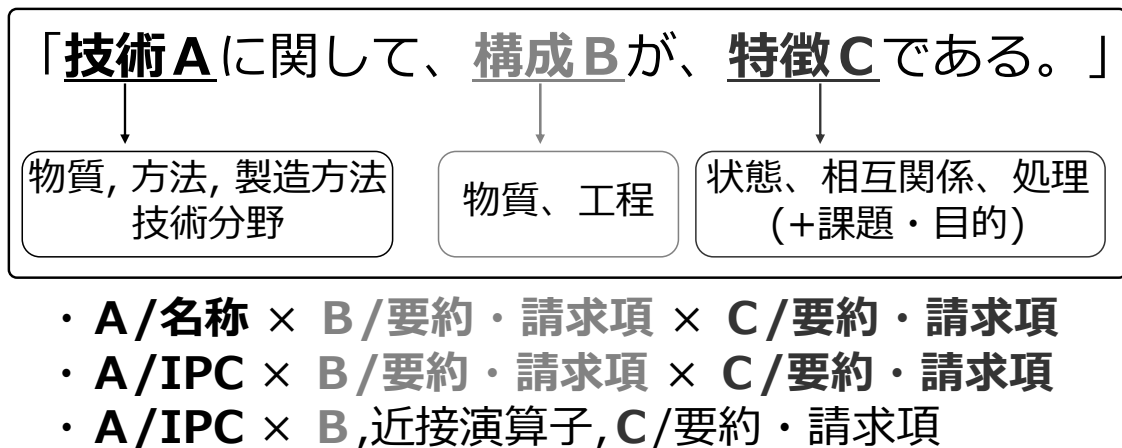 「技術Aに関して、構成Bが、特徴Cである。」
物質, 方法, 製造方法
技術分野
物質、工程
状態、相互関係、処理
(+課題・目的)
・A/名称 × B/要約・請求項 × C/要約・請求項
・A/IPC × B/要約・請求項 × C/要約・請求項
・A/IPC × B,近接演算子,C/要約・請求項